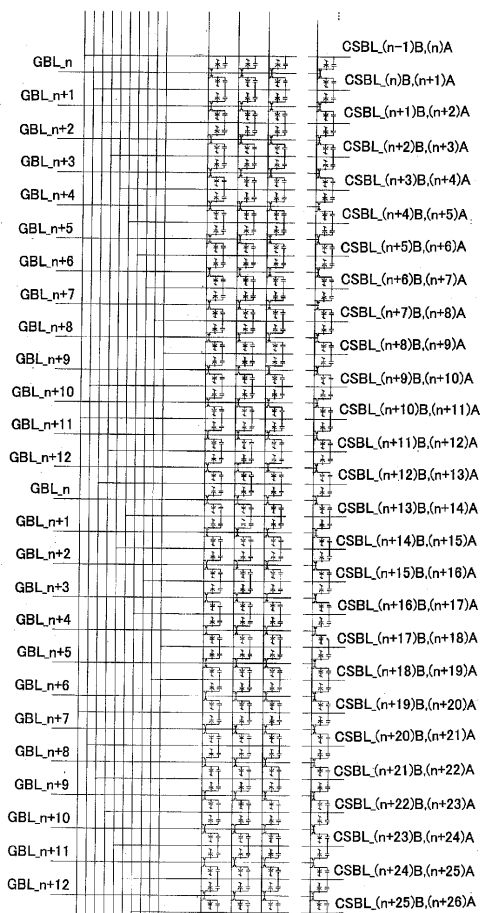 CSBL_(n-1)B,(n)A
GBL_n
CSBL_(n)B,(n+1)A
GBL_n+1
CSBL_(n+1)B,(n+2)A
GBL_n+2
CSBL_(n+2)B,(n+3)A
GBL_n+3
CSBL_(n+3)B,(n+4)A
GBL_n+4
CSBL_(n+4)B,(n+5)A
GBL_n+5
CSBL_(n+5)B,(n+6)A
GBL_n+6
CSBL_(n+6)B,(n+7)A
GBL_n+7
CSBL_(n+7)B,(n+8)A
GBL_n+8
CSBL_(n+8)B,(n+9)A
GBL_n+9
CSBL_(n+9)B,(n+10)A
GBL_n+10
CSBL_(n+10)B,(n+11)A
GBL_n+11
CSBL_(n+11)B,(n+12)A
GBL_n+12
CSBL_(n+12)B,(n+13)A
GBL_n
CSBL_(n+13)B,(n+14)A
GBL_n+1
CSBL_(n+14)B,(n+15)A
GBL_n+2
CSBL_(n+15)B,(n+16)A
GBL_n+3
CSBL_(n+16)B,(n+17)A
GBL_n+4
CSBL_(n+17)B,(n+18)A
GBL_n+5
CSBL_(n+18)B,(n+19)A
GBL_n+6
CSBL_(n+19)B,(n+20)A
GBL_n+7
CSBL_(n+20)B,(n+21)A
GBL_n+8
CSBL_(n+21)B,(n+22)A
GBL_n+9
CSBL_(n+22)B,(n+23)A
GBL_n+10
CSBL_(n+23)B,(n+24)A
GBL_n+11
CSBL_(n+24)B,(n+25)A
GBL_n+12
CSBL_(n+25)B,(n+26)A